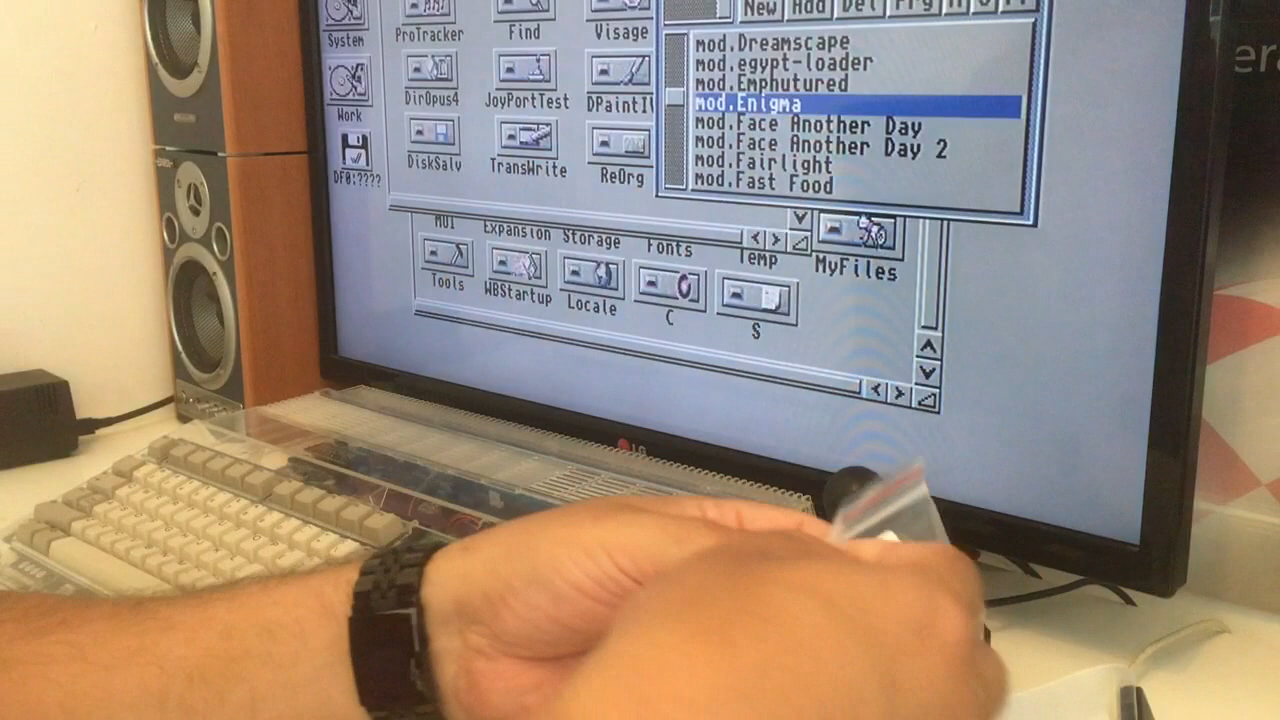 System
ProTracker
Find
Visage
New Add Del Prg
Work
DirOpus4
JoyPortTest
mod.Dreamscape
mod.egypt-loader
mod.Emphutured
mod.Enigma
mod.Face Another Day
mod.Face Another Day 2
mod.Fairlight
mod.Fast Food
DF0:????
DiskSalv
TransWrite
ReOrg
MUI
Expansion
Storage
Fonts
Temp
MyFiles
Tools
WBStartup
Locale
C
S
LG